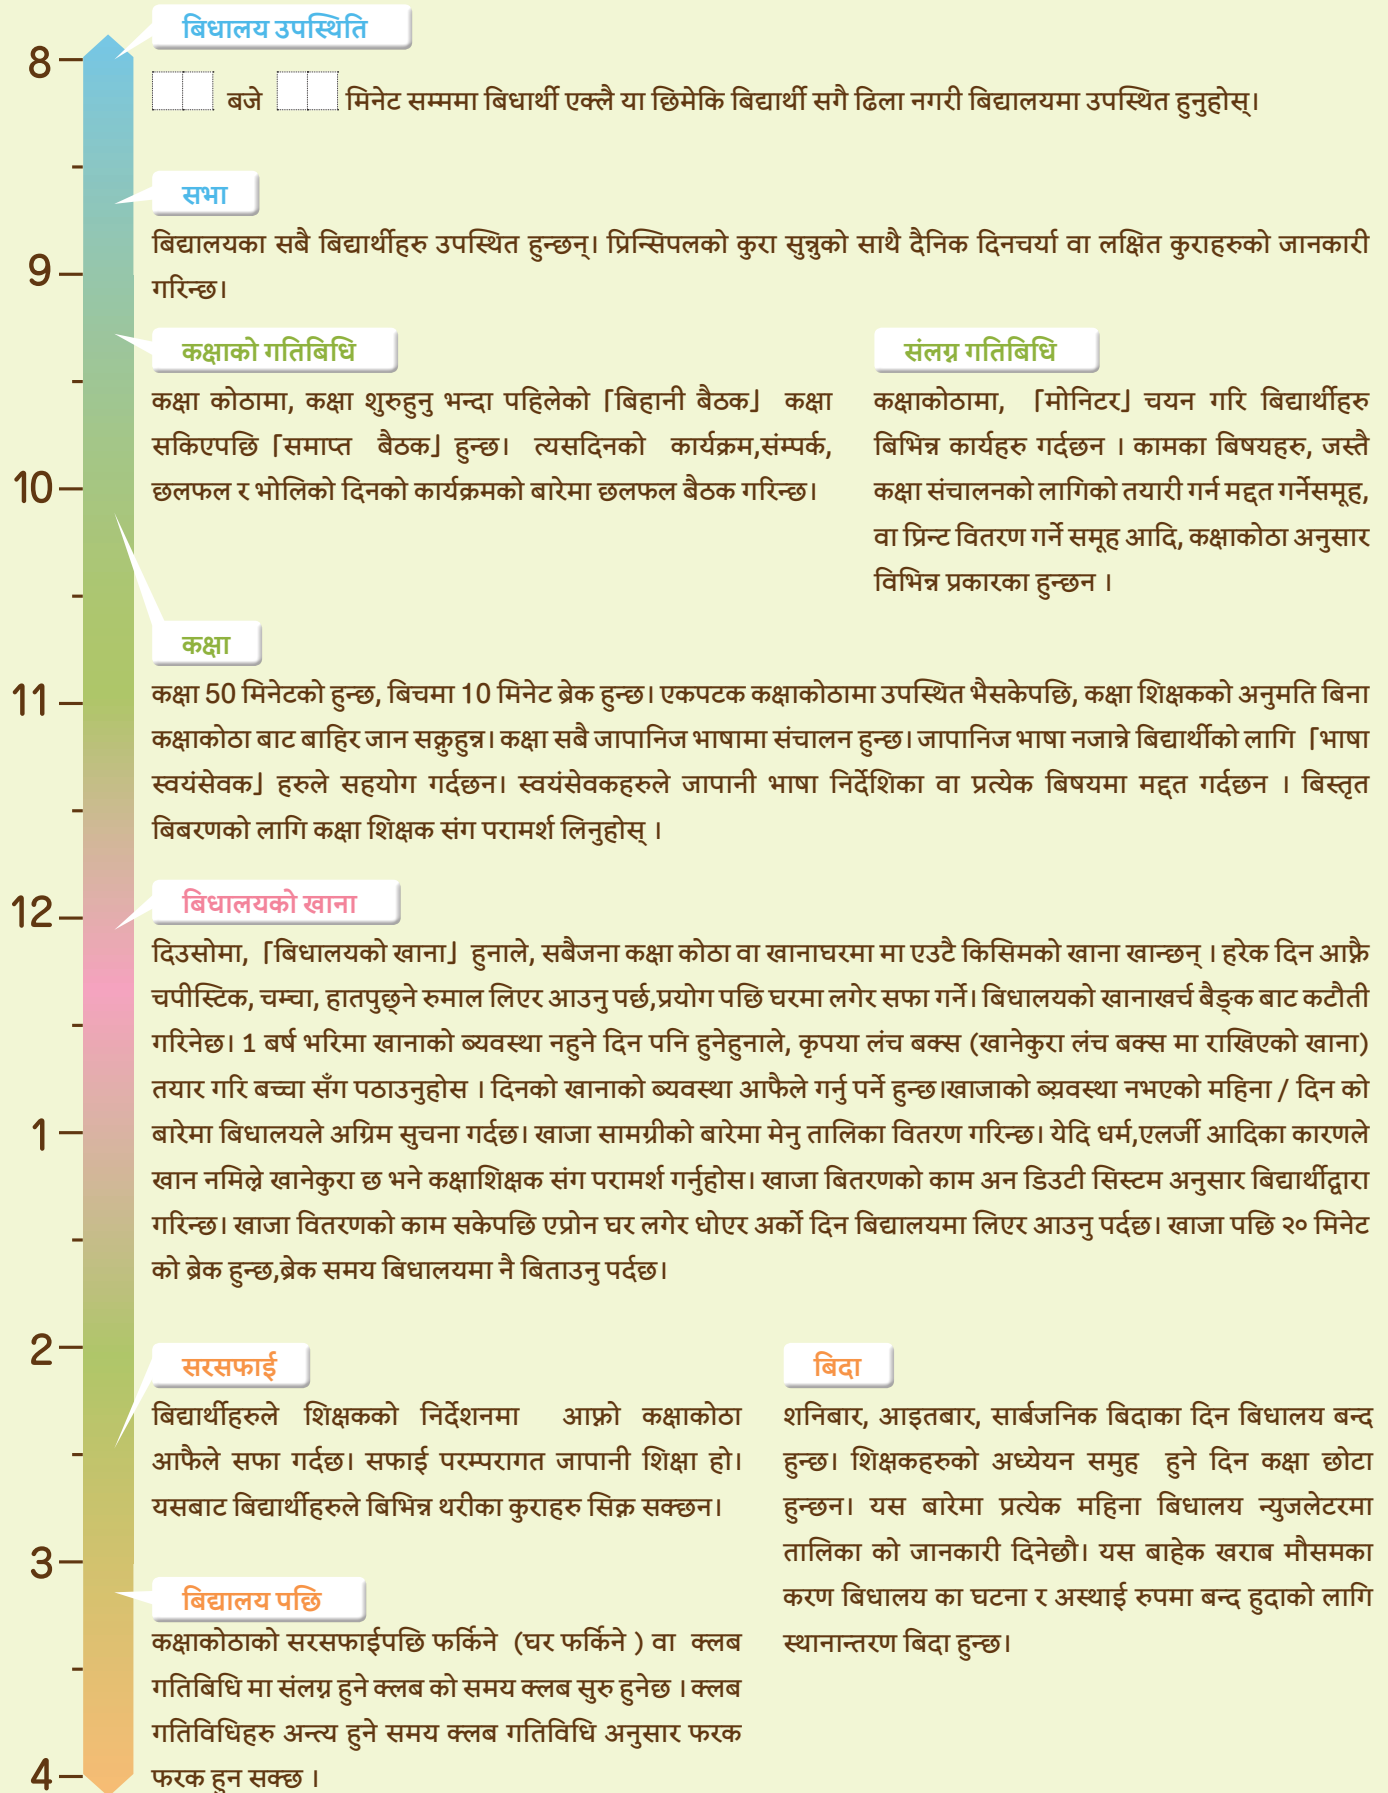 बिधालय उपस्थिति
8
बजे मिनेट सम्ममा बिधार्थी एक्लै या छिमेकि बिद्यार्थी सगै ढिला नगरी बिद्यालयमा उपस्थित हुनुहोस्।
सभा
बिद्यालयका सबै बिद्यार्थीहरु उपस्थित हुन्छन्। प्रिन्सिपलको कुरा सुन्नुको साथै दैनिक दिनचर्या वा लक्षित कुराहरुको जानकारी
9
गरिन्छ।
कक्षाको गतिबिधि
कक्षा कोठामा, कक्षा शुरुहुनु भन्दा पहिलेको ｢बिहानी बैठक｣ कक्षा
सकिएपछि ｢समाप्त बैठक｣ हुन्छ। त्यसदिनको कार्यक्रम,संम्पर्क,
10
छलफल र भोलिको दिनको कार्यक्रमको बारेमा छलफल बैठक गरिन्छ।
संलग्न गतिबिधि
कक्षाकोठामा, ｢मोनिटर｣ चयन गरि बिद्यार्थीहरु
बिभिन्न कार्यहरु गर्दछन । कामका बिषयहरु, जस्तै
कक्षा संचालनको लागिको तयारी गर्न मद्दत गर्नेसमूह,
वा प्रिन्ट वितरण गर्ने समूह आदि, कक्षाकोठा अनुसार
विभिन्न प्रकारका हुन्छन ।
कक्षा
11
कक्षा 50 मिनेटको हुन्छ, बिचमा 10 मिनेट ब्रेक हुन्छ। एकपटक कक्षाकोठामा उपस्थित भैसकेपछि, कक्षा शिक्षकको अनुमति बिना
कक्षाकोठा बाट बाहिर जान सक्नुहुन्न। कक्षा सबै जापानिज भाषामा संचालन हुन्छ। जापानिज भाषा नजान्ने बिद्यार्थीको लागि ｢भाषा
स्वयंसेवक｣ हरुले सहयोग गर्दछन। स्वयंसेवकहरुले जापानी भाषा निर्देशिका वा प्रत्येक बिषयमा मद्दत गर्दछन । बिस्तृत
बिबरणको लागि कक्षा शिक्षक संग परामर्श लिनुहोस् ।
12
बिधालयको खाना
दिउसोमा, ｢बिधालयको खाना｣ हुनाले, सबैजना कक्षा कोठा वा खानाघरमा मा एउटै किसिमको खाना खान्छन् । हरेक दिन आफ्नै
चपीस्टिक, चम्चा, हातपुछ्ने रुमाल लिएर आउनु पर्छ,प्रयोग पछि घरमा लगेर सफा गर्ने। बिधालयको खानाखर्च बैङ्क बाट कटौती
गरिनेछ। 1 बर्ष भरिमा खानाको ब्यवस्था नहुने दिन पनि हुनेहुनाले, कृपया लंच बक्स (खानेकुरा लंच बक्स मा राखिएको खाना)
तयार गरि बच्चा सँग पठाउनुहोस । दिनको खानाको ब्यवस्था आफैले गर्नु पर्ने हुन्छ।खाजाको ब्य़वस्था नभएको महिना / दिन को
1
बारेमा बिधालयले अग्रिम सुचना गर्दछ। खाजा सामग्रीको बारेमा मेनु तालिका वितरण गरिन्छ। येदि धर्म,एलर्जी आदिका कारणले
खान नमिल्ने खानेकुरा छ भने कक्षाशिक्षक संग परामर्श गर्नुहोस। खाजा बितरणको काम अन डिउटी सिस्टम अनुसार बिद्यार्थीद्वारा
गरिन्छ। खाजा वितरणको काम सकेपछि एप्रोन घर लगेर धोएर अर्को दिन बिद्यालयमा लिएर आउनु पर्दछ। खाजा पछि २० मिनेट
को ब्रेक हुन्छ,ब्रेक समय बिधालयमा नै बिताउनु पर्दछ।
2
सरसफाई
बिद्यार्थीहरुले शिक्षकको निर्देशनमा आफ्नो कक्षाकोठा
आफैले सफा गर्दछ। सफाई परम्परागत जापानी शिक्षा हो।
यसबाट बिद्यार्थीहरुले बिभिन्न थरीका कुराहरु सिक्न सक्छन।
3
बिद्यालय पछि
कक्षाकोठाको सरसफाईपछि फर्किने (घर फर्किने ) वा क्लब
गतिबिधि मा संलग्न हुने क्लब को समय क्लब सुरु हुनेछ । क्लब
गतिविधिहरु अन्त्य हुने समय क्लब गतिविधि अनुसार फरक
4
फरक हुन सक्छ ।
बिदा
शनिबार, आइतबार, सार्बजनिक बिदाका दिन बिधालय बन्द
हुन्छ। शिक्षकहरुको अध्येयन समुह हुने दिन कक्षा छोटा
हुन्छन। यस बारेमा प्रत्येक महिना बिधालय न्युजलेटरमा
तालिका को जानकारी दिनेछौ। यस बाहेक खराब मौसमका
करण बिधालय का घटना र अस्थाई रुपमा बन्द हुदाको लागि
स्थानान्तरण बिदा हुन्छ।